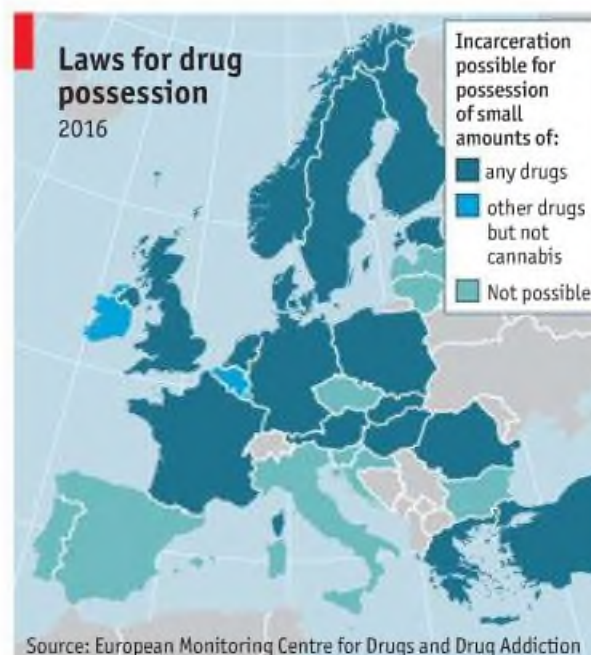 Laws for drug
possession
2016
Incarceration
possible for
possession
of small
amounts of:
any drugs
other drugs
but not
cannabis
Not possible
Source: European Monitoring Centre for Drugs and Drug Addiction